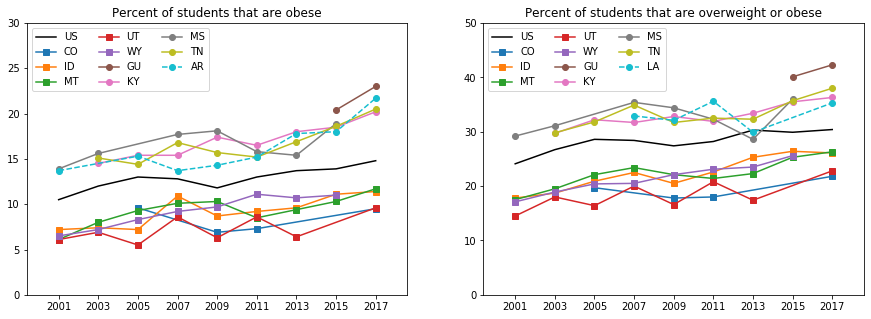 Percent of students that are obese
30
25
20
15
10
5
0
US UT MS
CO WY TN
ID GU AR
MT KY
2001 2003 2005 2007 2009 2011 2013 2015 2017
Percent of students that are overweight or obese
50
40
30
20
10
0
US UT MS
CO WY TN
ID GU LA
MT KY
2001 2003 2005 2007 2009 2011 2013 2015 2017